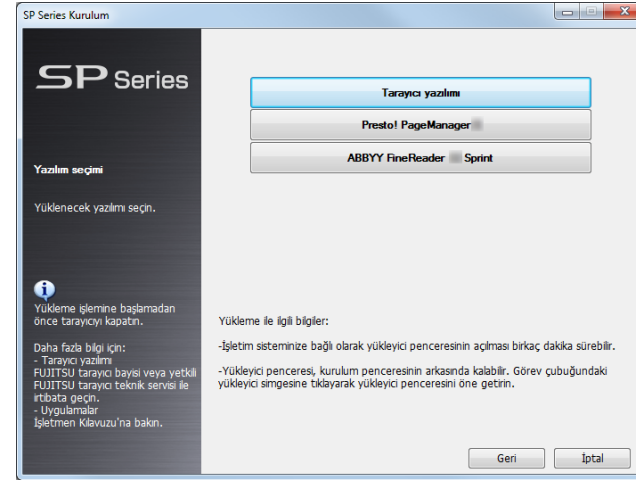 SP Series Kurulum
SP Series
Yazılım seçimi
Yüklenecek yazılımı seçin.
Yükleme işlemine başlamadan
önce tarayıcıyı kapatın.
Daha fazla bilgi için:
- Tarayıcı yazılımı
FUJITSU tarayıcı bayisi veya yetkili
FUJITSU tarayıcı teknik servisi ile
irtibata geçin.
- Uygulamalar
İşletmen Kılavuzu'na bakın.
Tarayıcı yazılımı
Presto! PageManager
ABBYY FineReader Sprint
Yükleme ile ilgili bilgiler:
-İşletim sisteminize bağlı olarak yükleyici penceresinin açılması birkaç dakika sürebilir.
-Yükleyici penceresi, kurulum penceresinin arkasında kalabilir. Görev çubuğundaki
yükleyici simgesine tıklayarak yükleyici penceresini öne getirin.
Geri
İptal